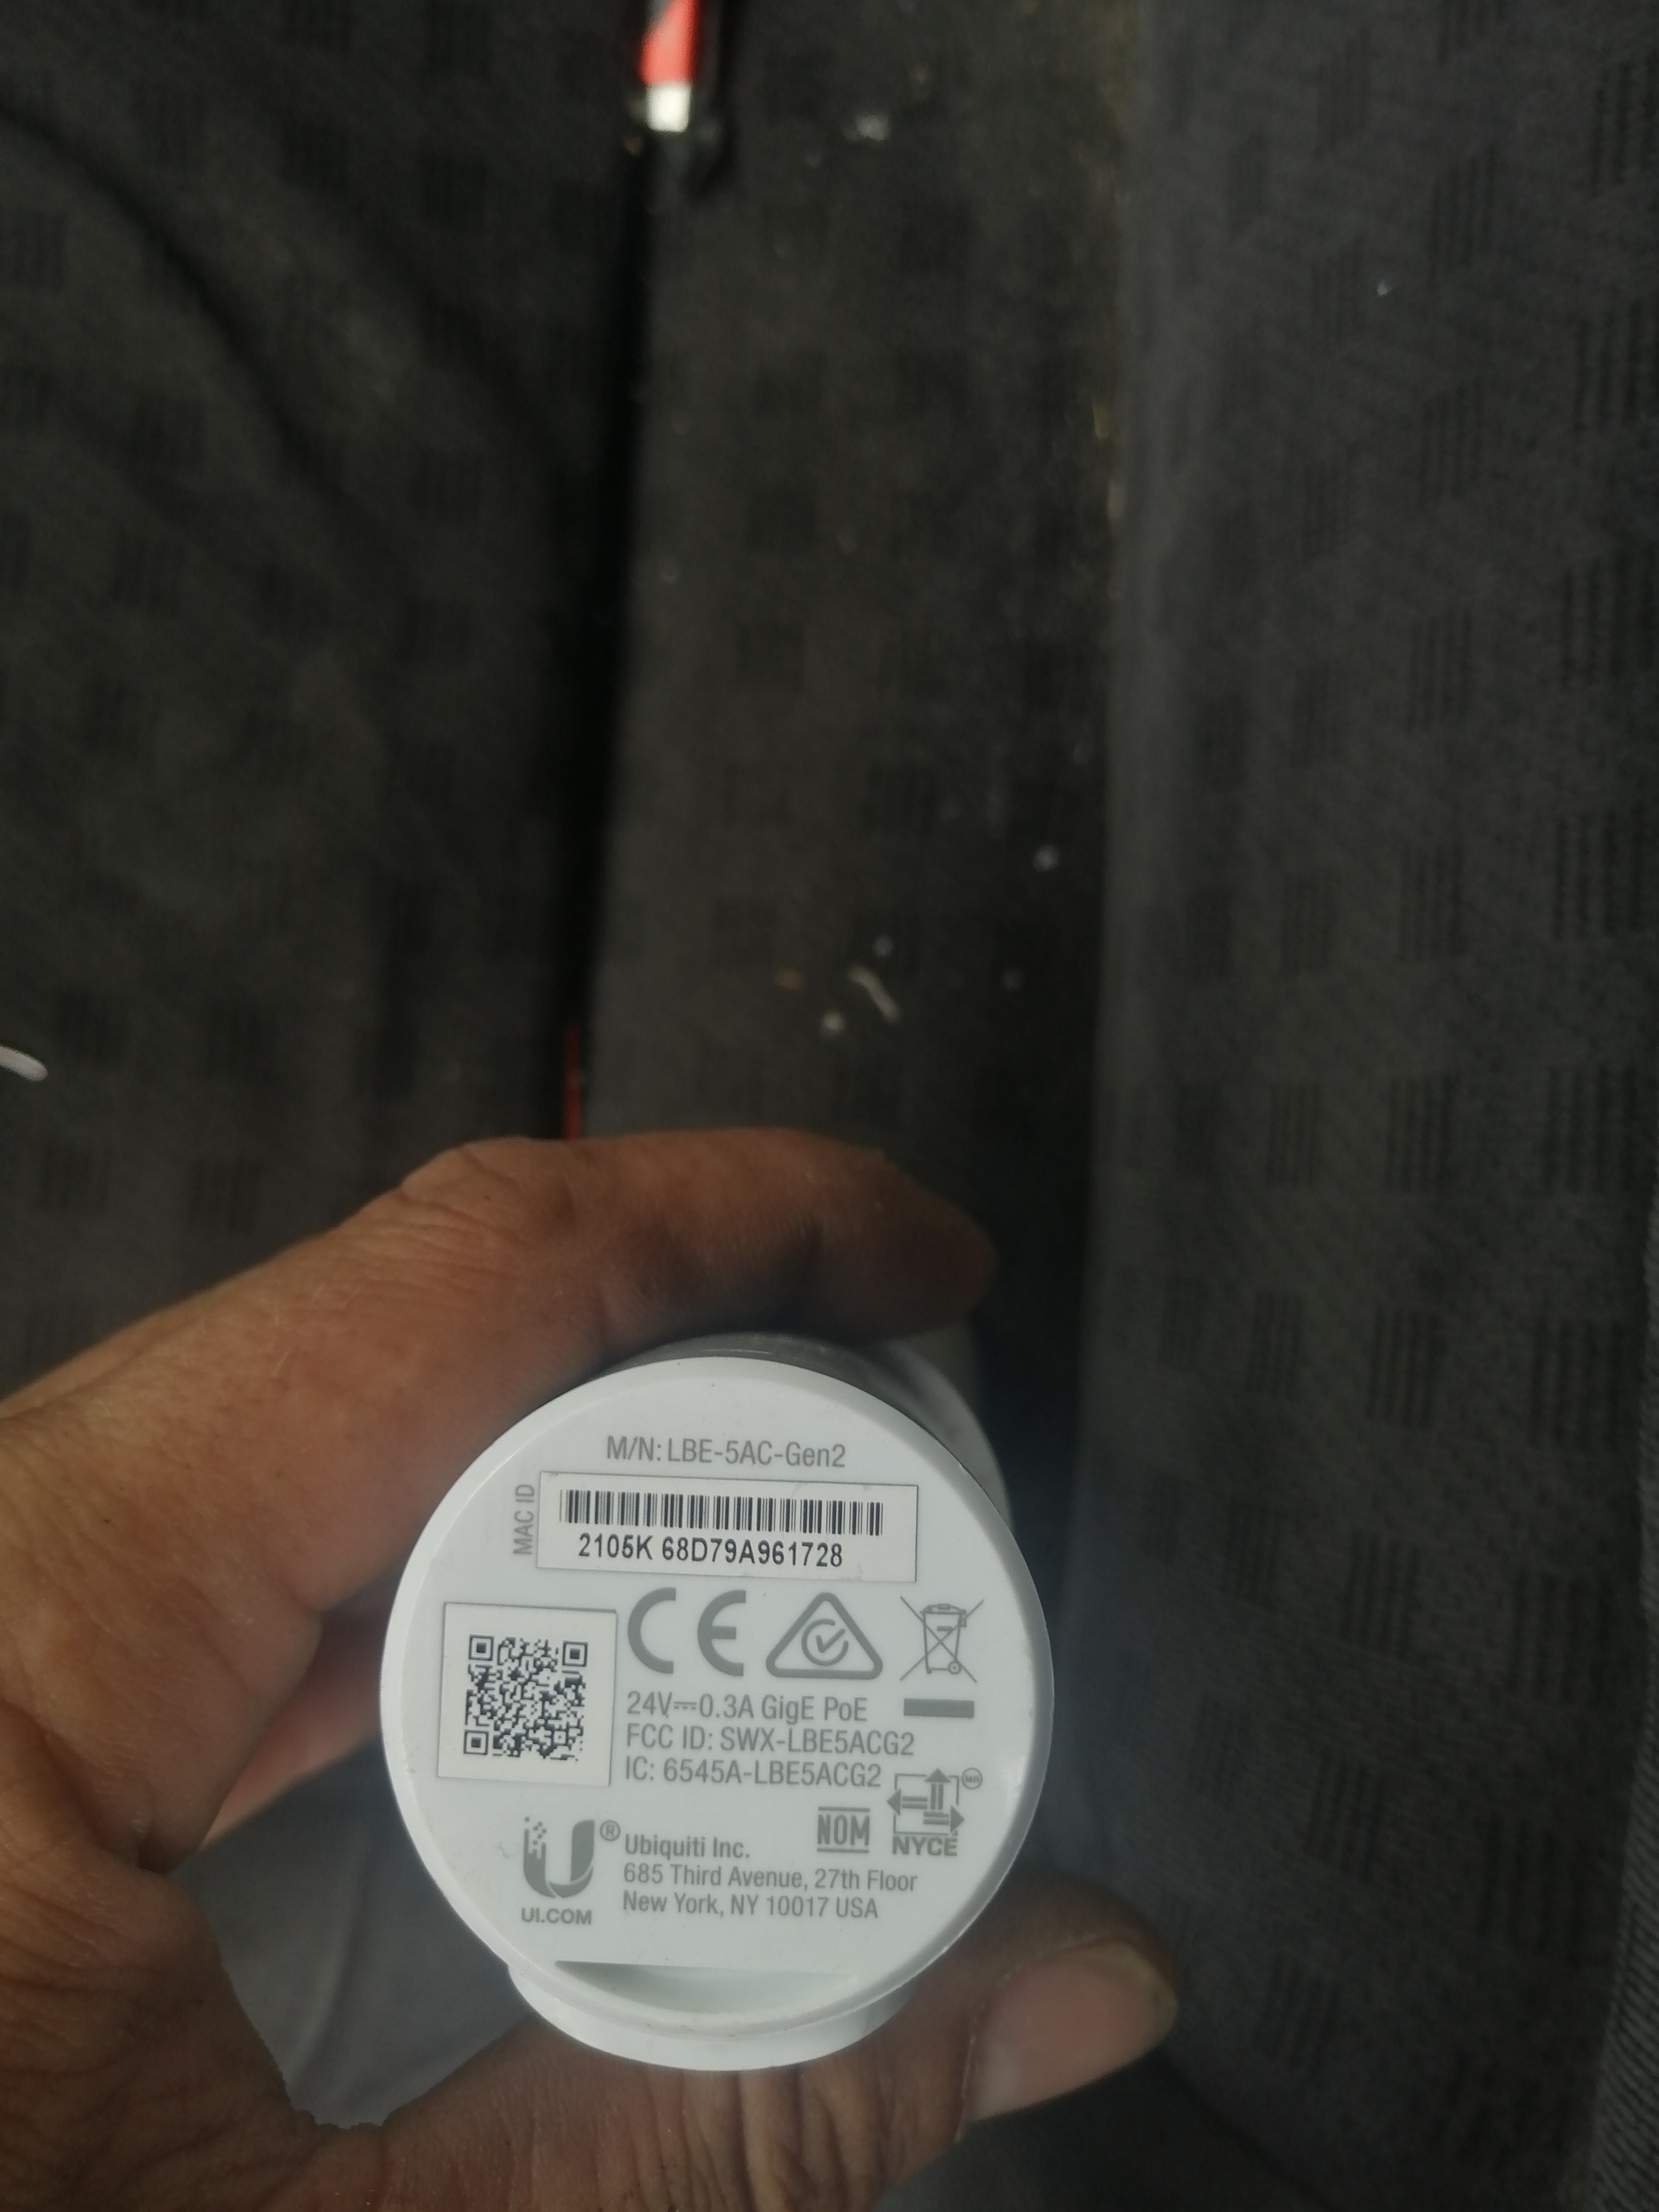 M/N: LBE-5AC-Gen2
MAC ID
2105K 68D79A961728
CE
24V⎓0.3A GigE PoE
FCC ID: SWX-LBE5ACG2
IC: 6545A-LBE5ACG2
NOM
NYCE
MR
U®
UI.COM
Ubiquiti Inc.
685 Third Avenue, 27th Floor
New York, NY 10017 USA